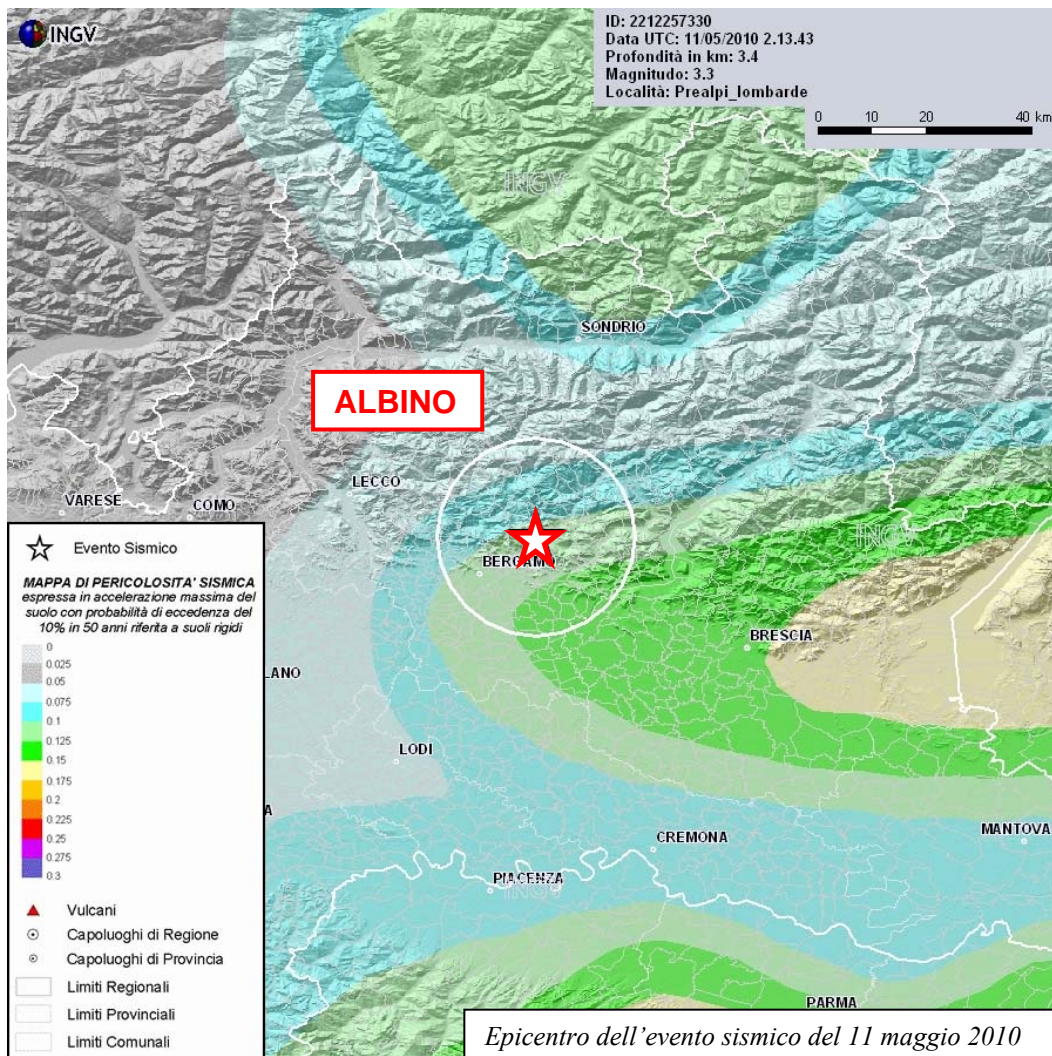 INGV
ID: 2212257330
Data UTC: 11/05/2010 2.13.43
Profondità in km: 3.4
Magnitudo: 3.3
Località: Prealpi_lombarde
0 10 20 40 km
INGV
SONDRIO
ALBINO
LECCO
VARESE
COMO
INGV
BERGAMO
BRESCIA
LANO
LODI
A
CREMONA
MANTOVA
PIACENZA
INGV
PARMA
Evento Sismico
MAPPA DI PERICOLOSITA' SISMICA
espressa in accelerazione massima del
suolo con probabilità di eccedenza del
10% in 50 anni riferita a suoli rigidi
0
0.025
0.05
0.075
0.1
0.125
0.15
0.175
0.2
0.225
0.25
0.275
0.3
Vulcani
Capoluoghi di Regione
Capoluoghi di Provincia
Limiti Regionali
Limiti Provinciali
Limiti Comunali
Epicentro dell'evento sismico del 11 maggio 2010